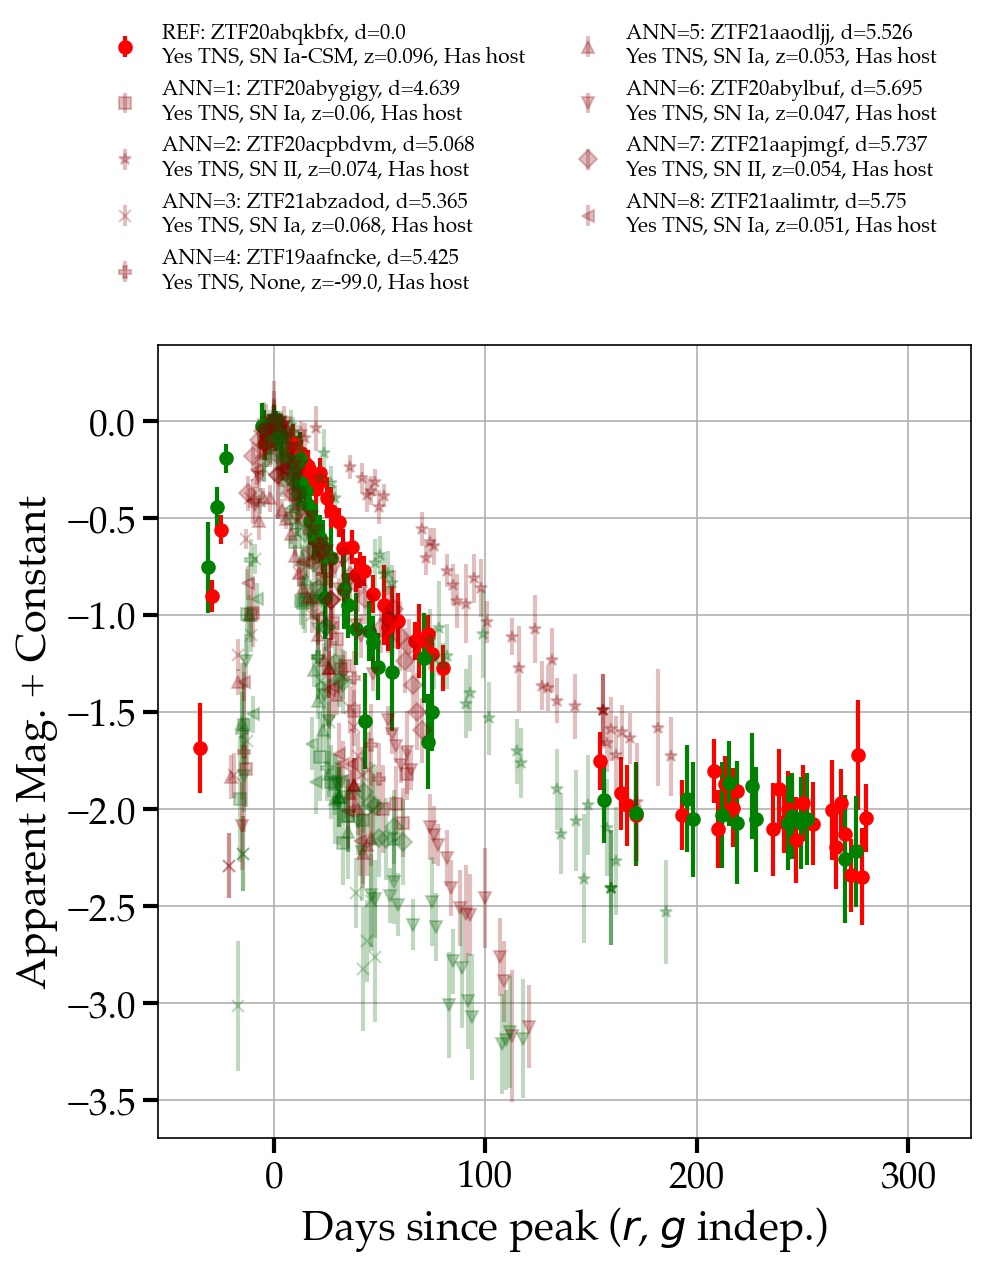 REF: ZTF20abqkbfx, d=0.0
Yes TNS, SN Ia-CSM, z=0.096, Has host
ANN=1: ZTF20abygigy, d=4.639
Yes TNS, SN Ia, z=0.06, Has host
ANN=2: ZTF20acpbdvm, d=5.068
Yes TNS, SN II, z=0.074, Has host
ANN=3: ZTF21abzadod, d=5.365
Yes TNS, SN Ia, z=0.068, Has host
ANN=4: ZTF19aafncke, d=5.425
Yes TNS, None, z=-99.0, Has host
ANN=5: ZTF21aaodljj, d=5.526
Yes TNS, SN Ia, z=0.053, Has host
ANN=6: ZTF20abylbuf, d=5.695
Yes TNS, SN Ia, z=0.047, Has host
ANN=7: ZTF21aapjmgf, d=5.737
Yes TNS, SN II, z=0.054, Has host
ANN=8: ZTF21aalimtr, d=5.75
Yes TNS, SN Ia, z=0.051, Has host
Apparent Mag. + Constant
0.0
−0.5
−1.0
−1.5
−2.0
−2.5
−3.0
−3.5
0
100
200
300
Days since peak (r, g indep.)